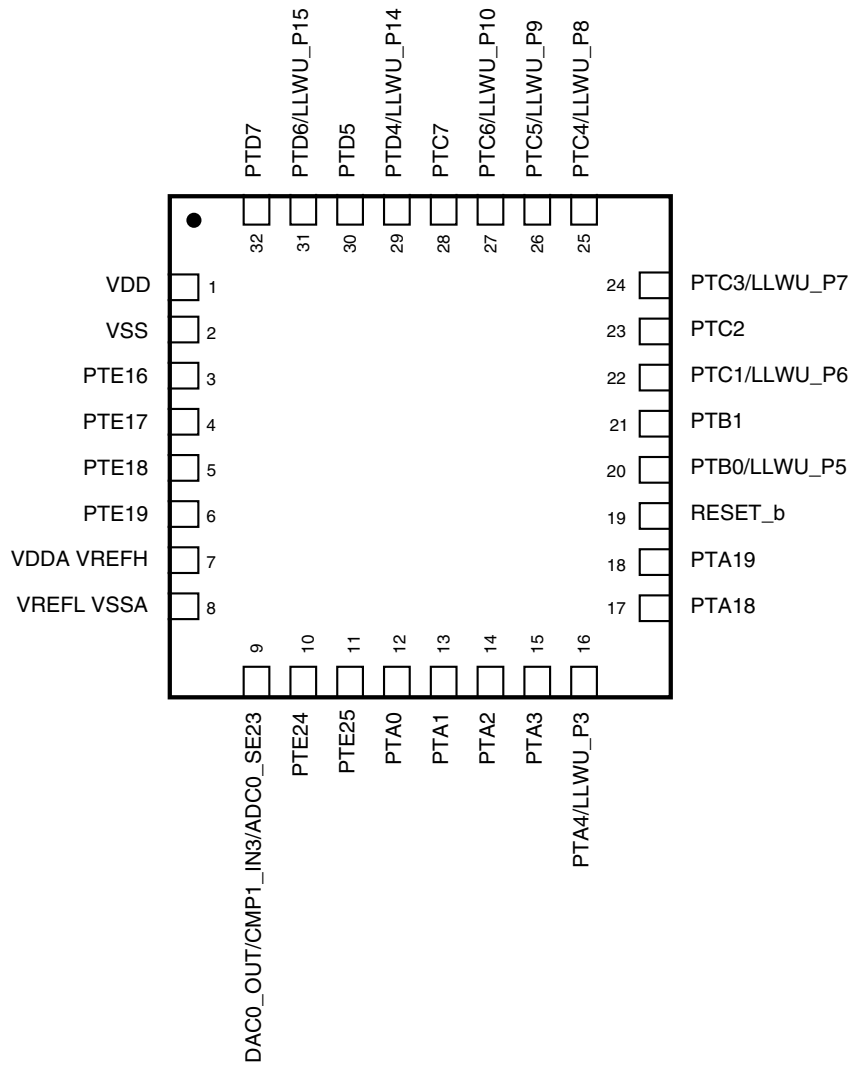 PTD7
PTD6/LLWU_P15
PTD5
PTD4/LLWU_P14
PTC7
PTC6/LLWU_P10
PTC5/LLWU_P9
PTC4/LLWU_P8
32
31
30
29
28
27
26
25
VDD 1
VSS 2
PTE16 3
PTE17 4
PTE18 5
PTE19 6
VDDA VREFH 7
VREFL VSSA 8
24 PTC3/LLWU_P7
23 PTC2
22 PTC1/LLWU_P6
21 PTB1
20 PTB0/LLWU_P5
19 RESET_b
18 PTA19
17 PTA18
9
10
11
12
13
14
15
16
DAC0_OUT/CMP1_IN3/ADC0_SE23
PTE24
PTE25
PTA0
PTA1
PTA2
PTA3
PTA4/LLWU_P3